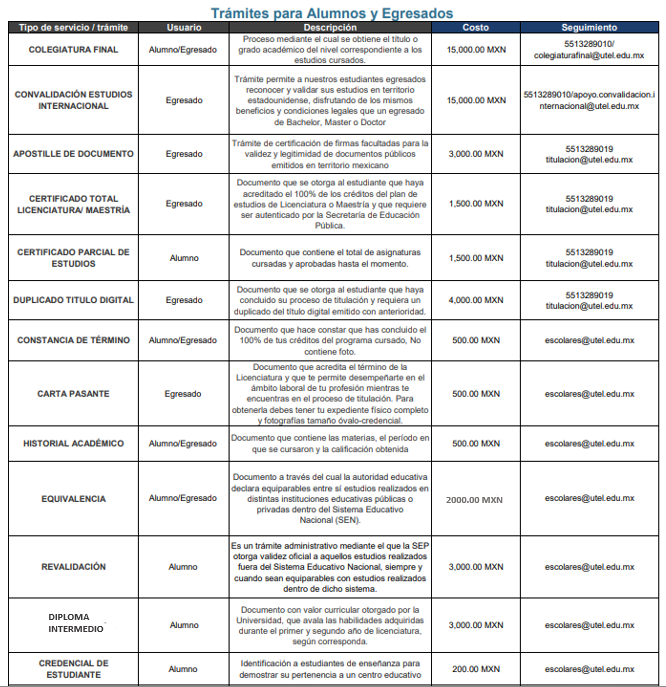 Trámites para Alumnos y Egresados
Tipo de servicio / trámite Usuario Descripción Costo Seguimiento
COLEGIATURA FINAL Alumno/Egresado Proceso mediante el cual se obtiene el título o
grado académico del nivel correspondiente a los
estudios cursados. 15,000.00 MXN 5513289010/
colegiaturafinal@utel.edu.mx
CONVALIDACIÓN ESTUDIOS
INTERNACIONAL Egresado Trámite permite a nuestros estudiantes egresados
reconocer y validar sus estudios en territorio
estadounidense, disfrutando de los mismos
beneficios y condiciones legales que un egresado
de Bachelor, Master o Doctor 15,000.00 MXN 5513289010/apoyo.convalidacion.i
nternacional@utel.edu.mx
APOSTILLE DE DOCUMENTO Egresado Trámite de certificación de firmas facultadas para la
validez y legitimidad de documentos públicos
emitidos en territorio mexicano 3,000.00 MXN 5513289019
titulacion@utel.edu.mx
CERTIFICADO TOTAL
LICENCIATURA/ MAESTRÍA Egresado Documento que se otorga al estudiante que haya
acreditado el 100% de los créditos del plan de
estudios de Licenciatura o Maestría y que requiere
ser autenticado por la Secretaría de Educación
Pública. 1,500.00 MXN 5513289019
titulacion@utel.edu.mx
CERTIFICADO PARCIAL DE
ESTUDIOS Alumno Documento que contiene el total de asignaturas
cursadas y aprobadas hasta el momento. 1,500.00 MXN 5513289019
titulacion@utel.edu.mx
DUPLICADO TITULO DIGITAL Egresado Documento que se otorga al estudiante que haya
concluido su proceso de titulación y requiera un
duplicado del título digital emitido con anterioridad. 4,000.00 MXN 5513289019
titulacion@utel.edu.mx
CONSTANCIA DE TÉRMINO Alumno/Egresado Documento que hace constar que has concluido el
100% de tus créditos del programa cursado, No
contiene foto. 500.00 MXN escolares@utel.edu.mx
CARTA PASANTE Egresado Documento que acredita el término de la
Licenciatura y que te permite desempeñarte en el
ámbito laboral de tu profesión mientras te
encuentras en el proceso de titulación. Para
obtenerla debes tener tu expediente físico completo
y fotografías tamaño óvalo-credencial. 500.00 MXN escolares@utel.edu.mx
HISTORIAL ACADÉMICO Alumno/Egresado Documento que contiene las materias, el período en
que se cursaron y la calificación obtenida 500.00 MXN escolares@utel.edu.mx
EQUIVALENCIA Alumno/Egresado Documento a través del cual la autoridad educativa
declara equiparables entre sí estudios realizados en
distintas instituciones educativas públicas o
privadas dentro del Sistema Educativo
Nacional (SEN). 2000.00 MXN escolares@utel.edu.mx
REVALIDACIÓN Alumno Es un trámite administrativo mediante el que la SEP
otorga validez oficial a aquellos estudios realizados
fuera del Sistema Educativo Nacional, siempre y
cuando sean equiparables con estudios realizados
dentro de dicho sistema. 3,000.00 MXN escolares@utel.edu.mx
DIPLOMA
INTERMEDIO Alumno Documento con valor curricular otorgado por la
Universidad, que avala las habilidades adquiridas
durante el primer y segundo año de licenciatura,
según corresponda. 3,000.00 MXN escolares@utel.edu.mx
CREDENCIAL DE
ESTUDIANTE Alumno Identificación a estudiantes de enseñanza para
demostrar su pertenencia a un centro educativo 200.00 MXN escolares@utel.edu.mx